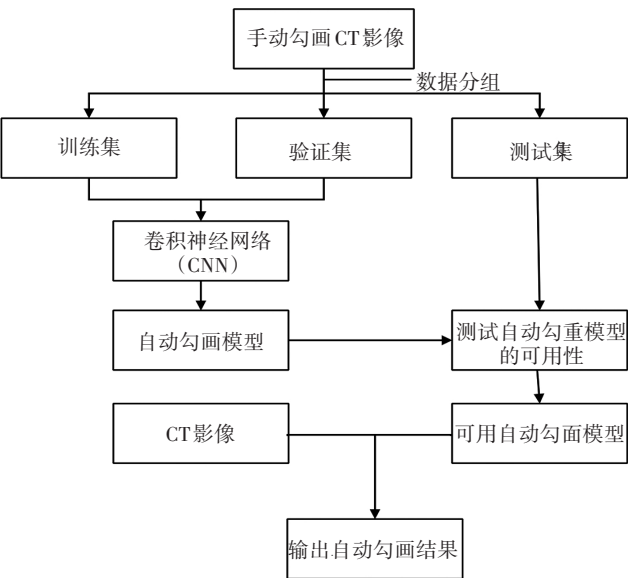 手动勾画CT影像
数据分组
训练集
验证集
测试集
卷积神经网络
（CNN）
自动勾画模型
测试自动勾重模型
的可用性
CT影像
可用自动勾面模型
输出自动勾画结果